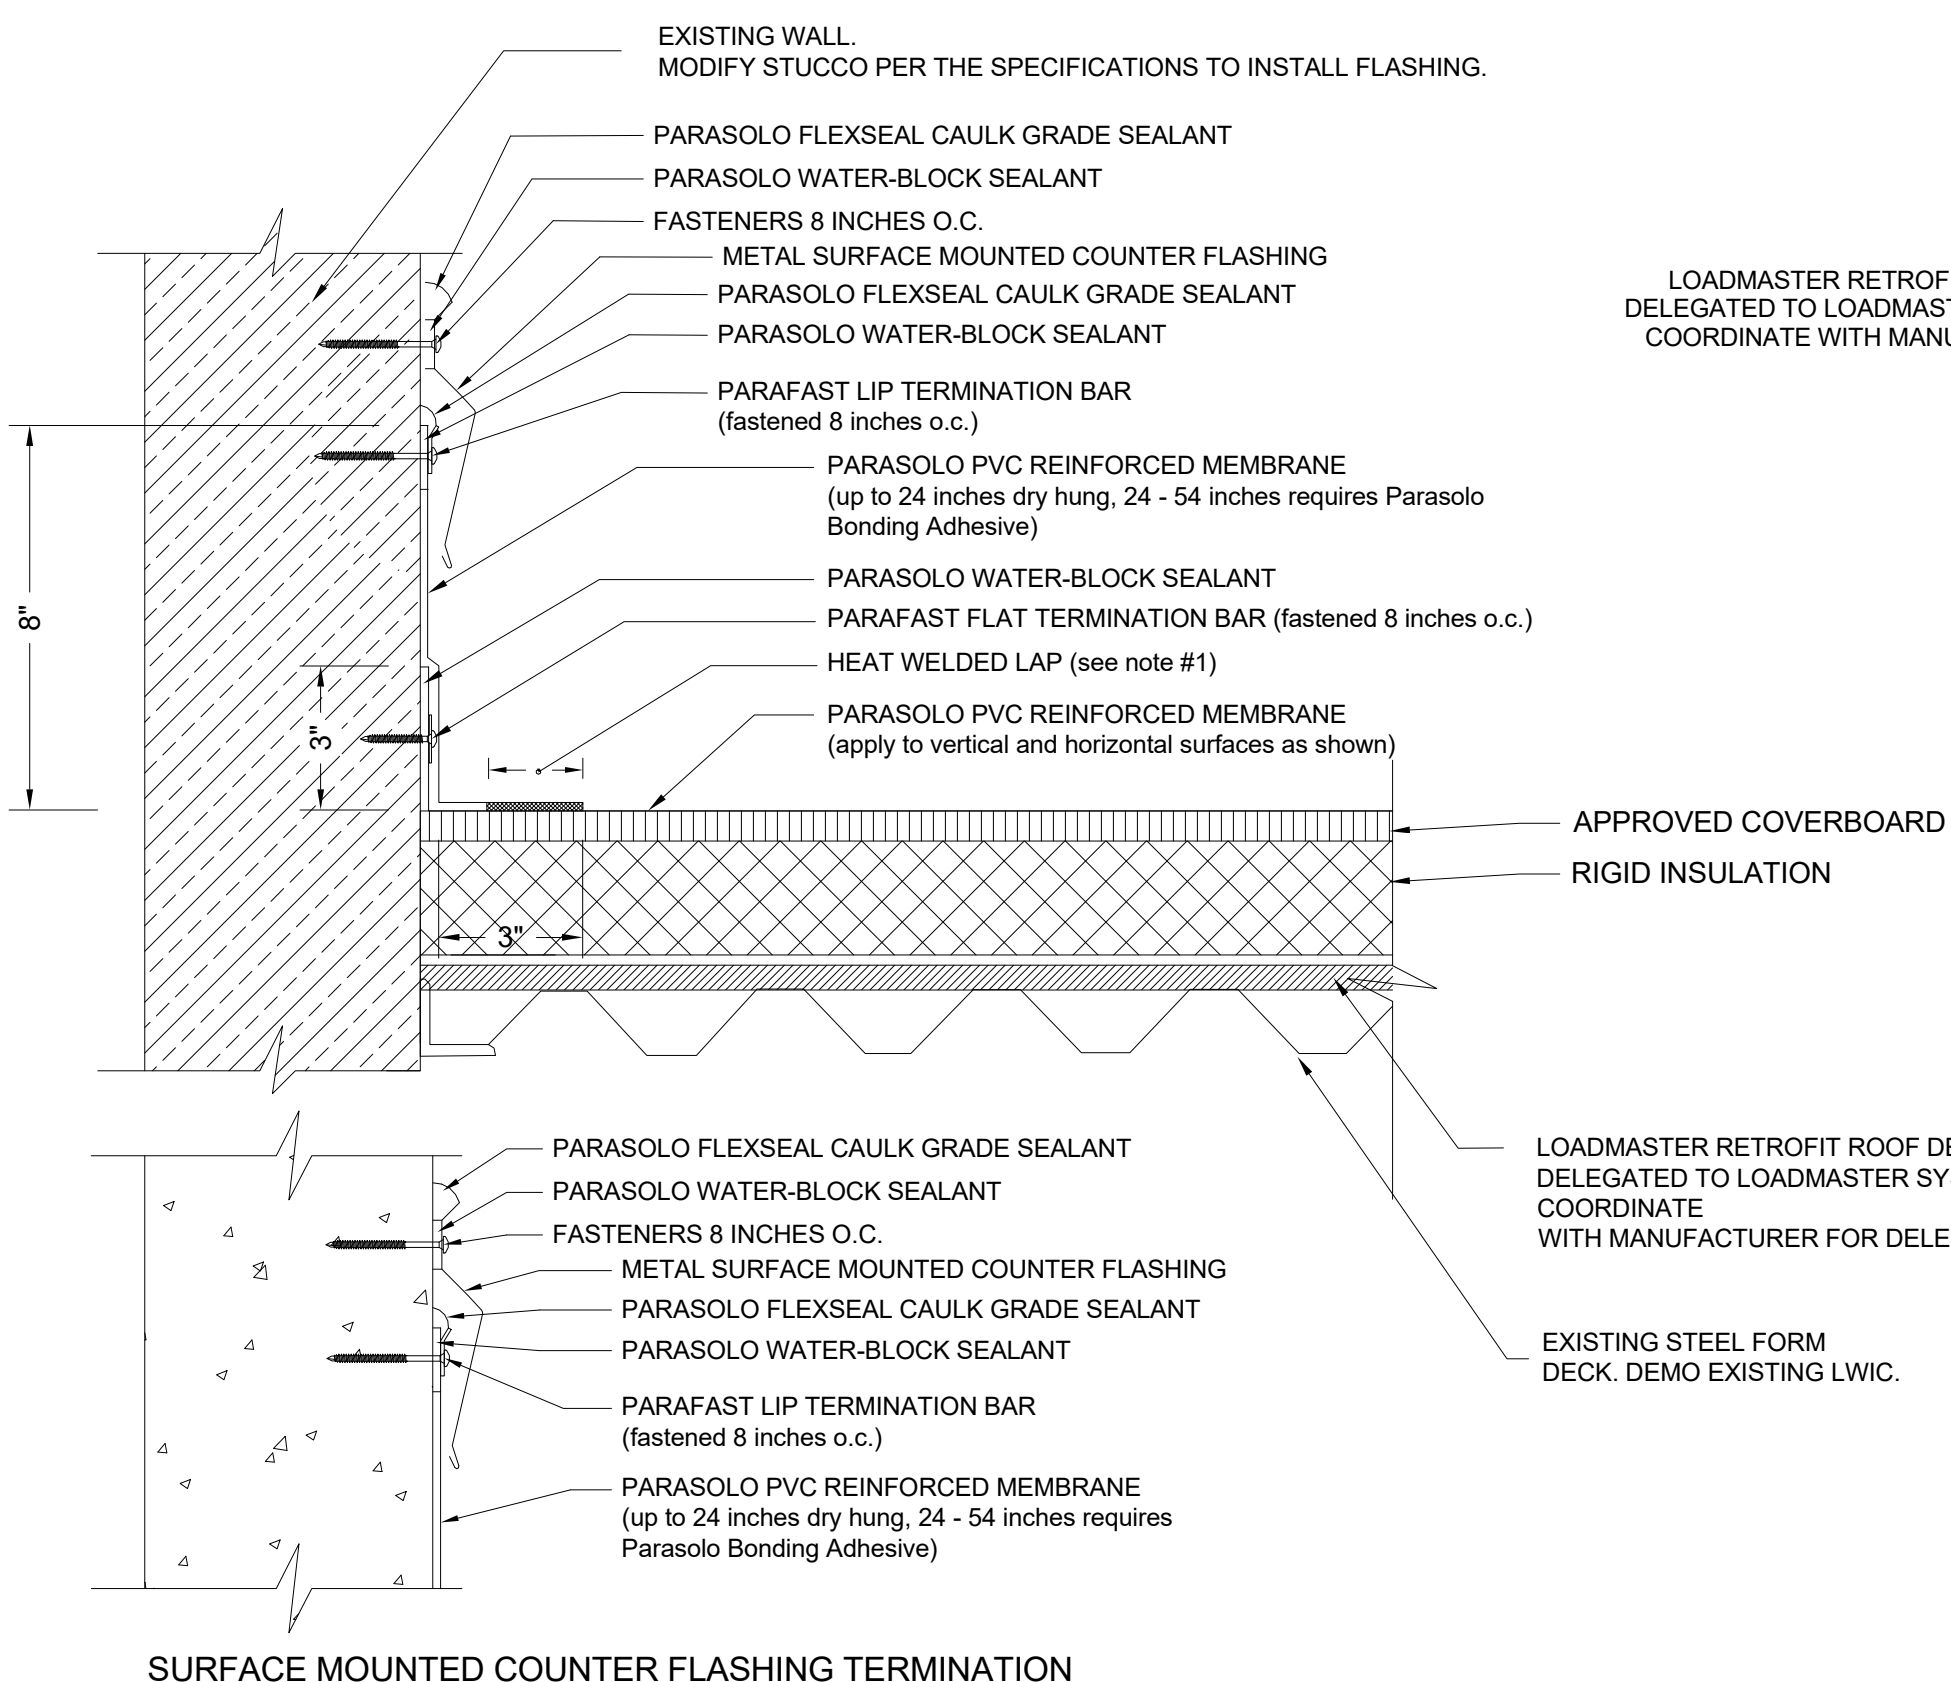 EXISTING WALL.
MODIFY STUCCO PER THE SPECIFICATIONS TO INSTALL FLASHING.
PARASOLO FLEXSEAL CAULK GRADE SEALANT
PARASOLO WATER-BLOCK SEALANT
FASTENERS 8 INCHES O.C.
METAL SURFACE MOUNTED COUNTER FLASHING
PARASOLO FLEXSEAL CAULK GRADE SEALANT
PARASOLO WATER-BLOCK SEALANT
PARAFAST LIP TERMINATION BAR
(fastened 8 inches o.c.)
PARASOLO PVC REINFORCED MEMBRANE
(up to 24 inches dry hung, 24 - 54 inches requires Parasolo
Bonding Adhesive)
PARASOLO WATER-BLOCK SEALANT
PARAFAST FLAT TERMINATION BAR (fastened 8 inches o.c.)
HEAT WELDED LAP (see note #1)
PARASOLO PVC REINFORCED MEMBRANE
(apply to vertical and horizontal surfaces as shown)
LOADMASTER
DELEGATED TO
COORDINATE WITH
8"
3"
3"
APPROVED COVERBOARD
RIGID INSULATION
LOADMASTER RETROFIT ROOF
DELEGATED TO LOADMASTER
COORDINATE
WITH MANUFACTURER FOR
EXISTING STEEL FORM
DECK. DEMO EXISTING LWIC.
PARASOLO FLEXSEAL CAULK GRADE SEALANT
PARASOLO WATER-BLOCK SEALANT
FASTENERS 8 INCHES O.C.
METAL SURFACE MOUNTED COUNTER FLASHING
PARASOLO FLEXSEAL CAULK GRADE SEALANT
PARASOLO WATER-BLOCK SEALANT
PARAFAST LIP TERMINATION BAR
(fastened 8 inches o.c.)
PARASOLO PVC REINFORCED MEMBRANE
(up to 24 inches dry hung, 24 - 54 inches requires
Parasolo Bonding Adhesive)
SURFACE MOUNTED COUNTER FLASHING TERMINATION